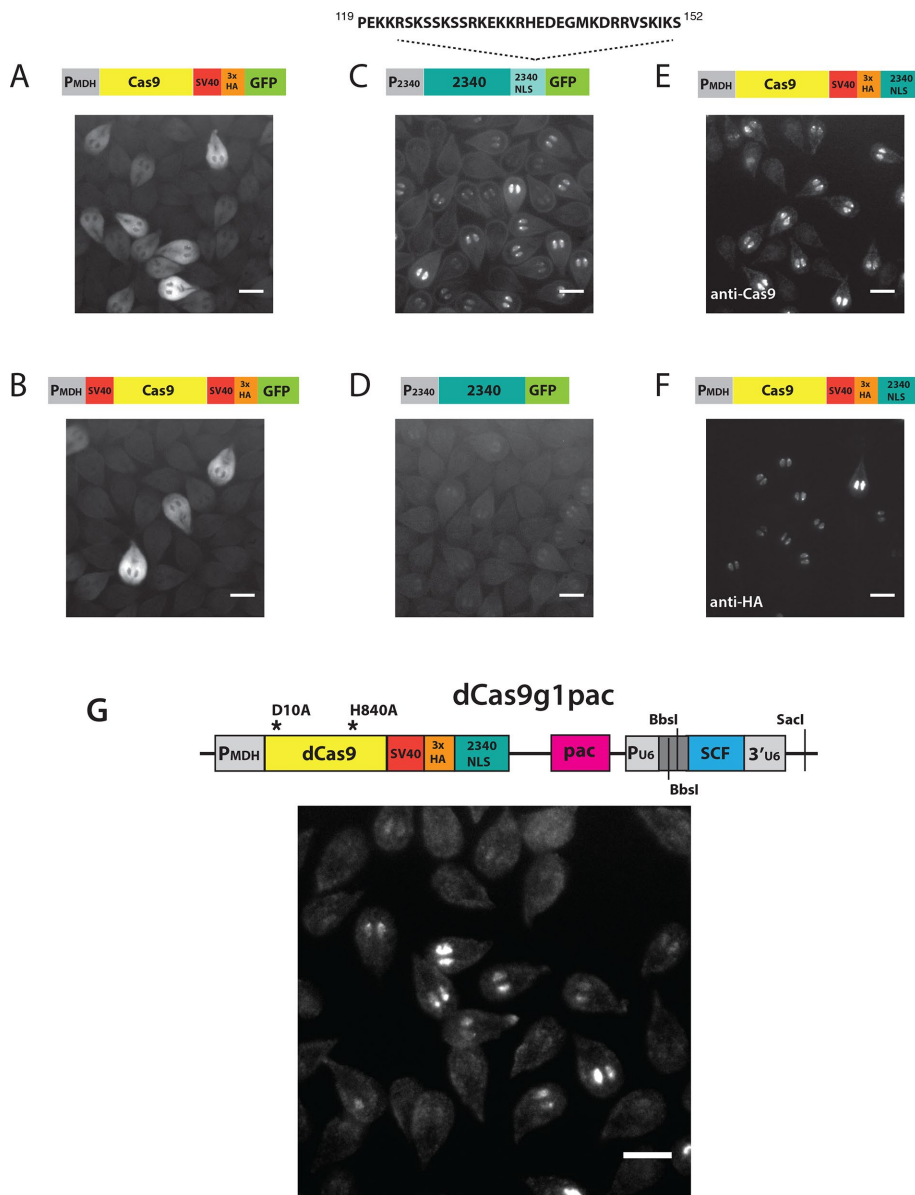 119 PEKKRSKSSKSSRKEKKRHEDEGMKDRRVSKIKS 152
A
PMDH Cas9 SV40 3x HA GFP
C
P2340 2340 2340 NLS GFP
E
PMDH Cas9 SV40 3x HA 2340 NLS
anti-Cas9
B
PMDH SV40 Cas9 SV40 3x HA GFP
D
P2340 2340 GFP
F
PMDH Cas9 SV40 3x HA 2340 NLS
anti-HA
G
dCas9g1pac
D10A H840A
* *
BbsI SacI
PMDH dCas9 SV40 3x HA 2340 NLS pac PU6 SCF 3'U6
BbsI